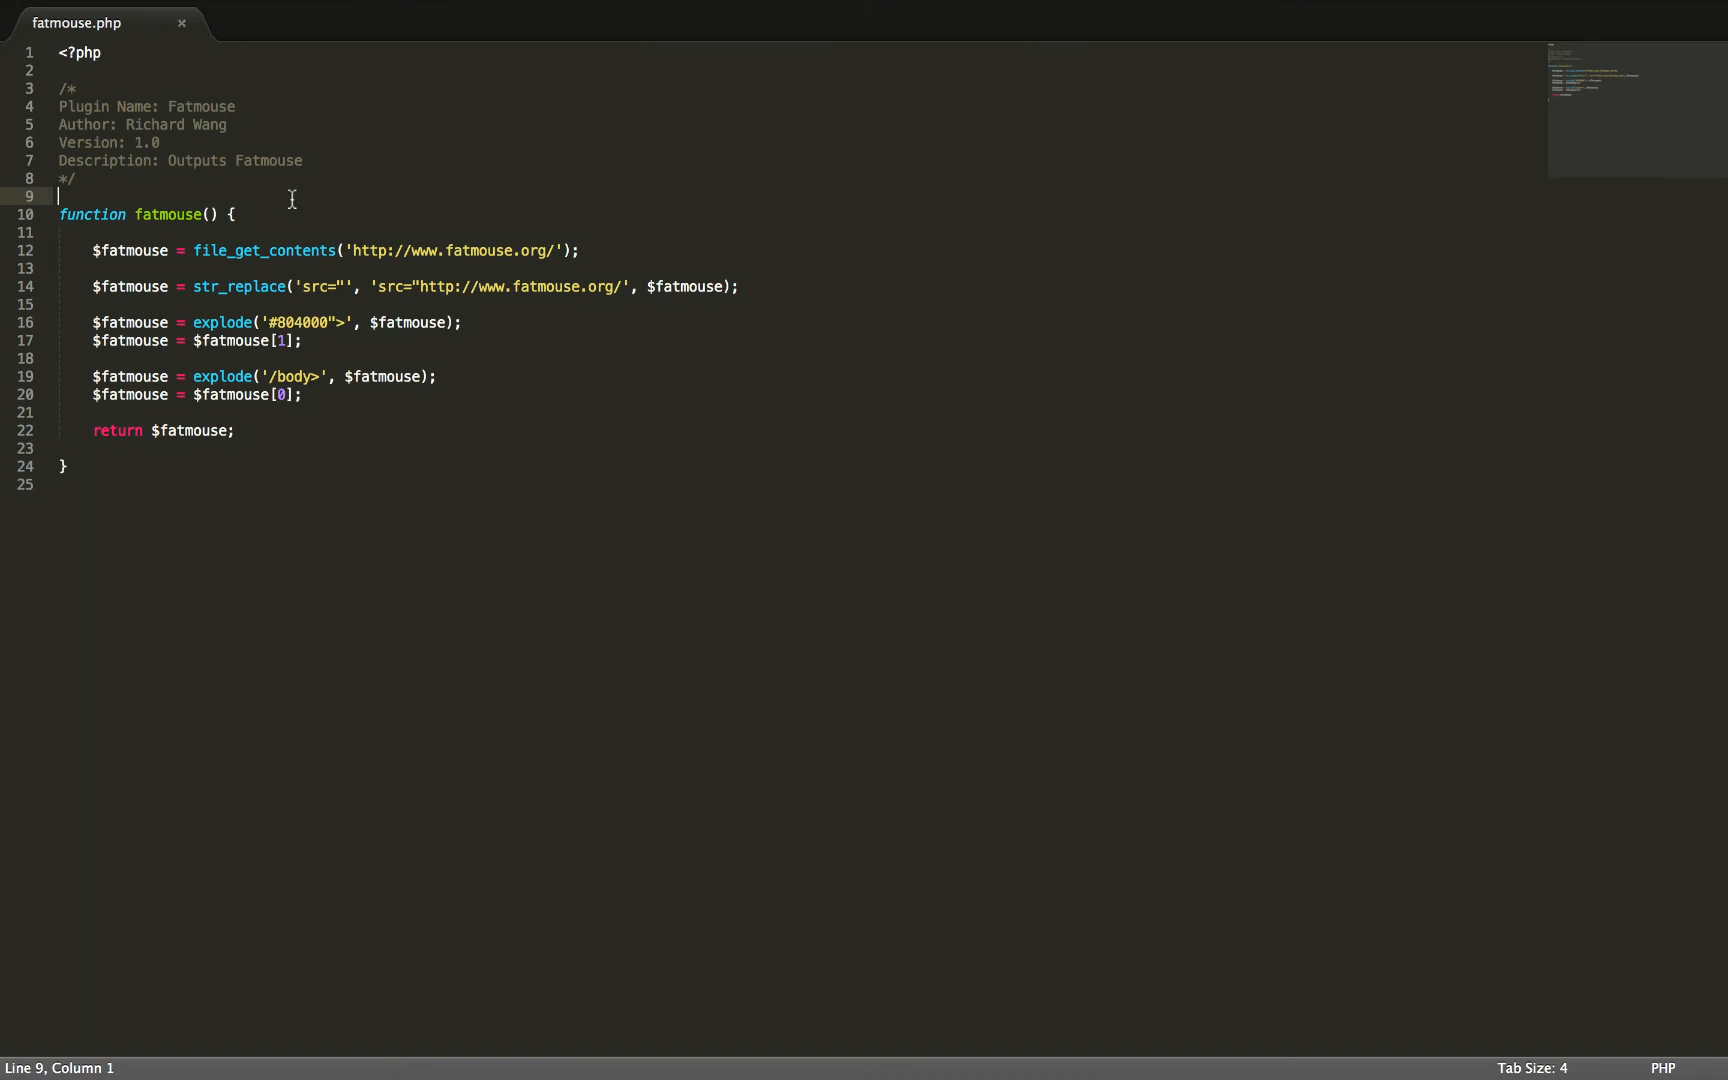 fatmouse.php ×
1 <?php
2
3 /*
4 Plugin Name: Fatmouse
5 Author: Richard Wang
6 Version: 1.0
7 Description: Outputs Fatmouse
8 */
9
10 function fatmouse() {
11
12 $fatmouse = file_get_contents('http://www.fatmouse.org/');
13
14 $fatmouse = str_replace('src="', 'src="http://www.fatmouse.org/', $fatmouse);
15
16 $fatmouse = explode('#804000">', $fatmouse);
17 $fatmouse = $fatmouse[1];
18
19 $fatmouse = explode('/body>', $fatmouse);
20 $fatmouse = $fatmouse[0];
21
22 return $fatmouse;
23
24 }
25
Line 9, Column 1 Tab Size: 4 PHP